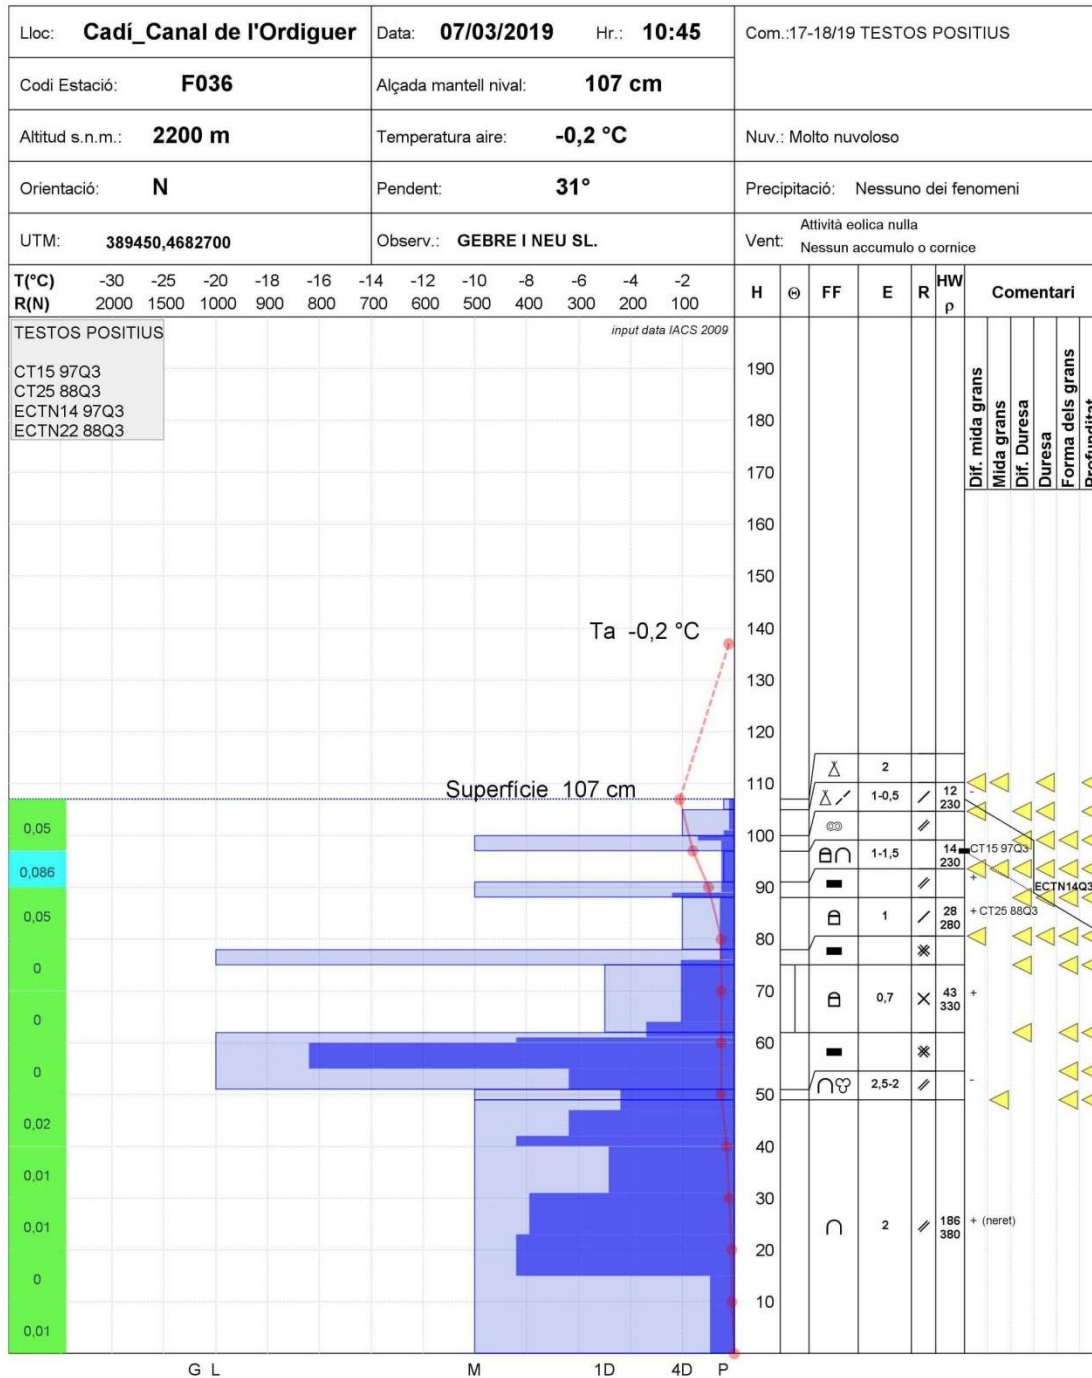 Lloc: Cadí_Canal de l'Ordiguer Data: 07/03/2019 Hr.: 10:45 Com.:17-18/19 TESTOS POSITIUS
Codi Estació: F036 Alçada mantell nival: 107 cm
Altitud s.n.m.: 2200 m Temperatura aire: -0,2 °C Nuv.: Molto nuvoloso
Orientació: N Pendent: 31° Precipitació: Nessuno dei fenomeni
UTM: 389450,4682700 Observ.: GEBRE I NEU SL. Vent: Attività eolica nulla
Nessun accumulo o cornice
T(°C) -30 -25 -20 -18 -16 -14 -12 -10 -8 -6 -4 -2
R(N) 2000 1500 1000 900 800 700 600 500 400 300 200 100
H Θ FF E R HW ρ Comentari
TESTOS POSITIUS
CT15 97Q3
CT25 88Q3
ECTN14 97Q3
ECTN22 88Q3
input data IACS 2009
Dif. mida grans
Mida grans
Dif. Duresa
Duresa
Forma dels grans
Profunditat
190
180
170
160
150
140
130
120
110
100
90
80
70
60
50
40
30
20
10
Ta -0,2 °C
Superfície 107 cm
0,05
0,086
0,05
0
0
0
0,02
0,01
0,01
0
0,01
2
1-0,5 12 -
230
1-1,5 14 CT15 97Q3
230
+
ECTN14Q3
1 28 + CT25 88Q3
280
0,7 43 +
330
2,5-2 -
2 186 + (neret)
380
G L M 1D 4D P